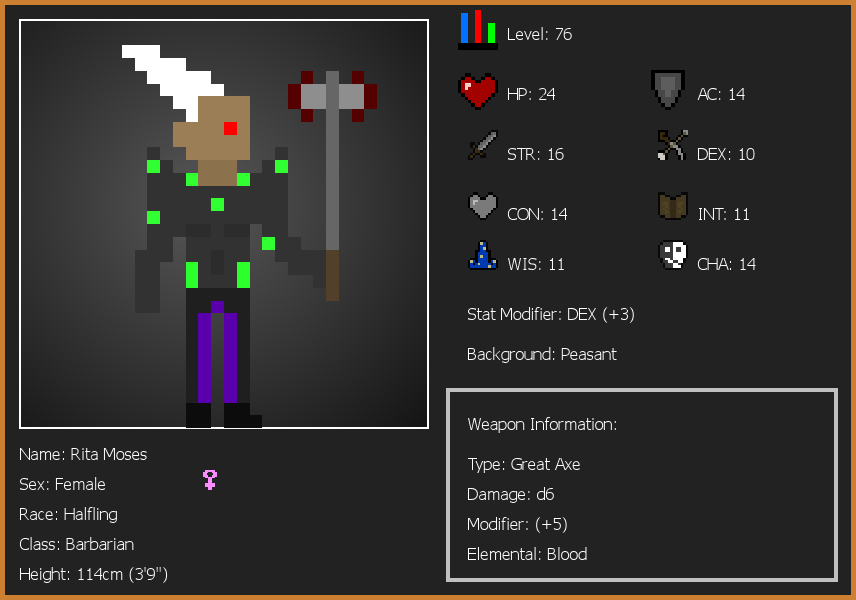 Level: 76
HP: 24
AC: 14
STR: 16
DEX: 10
CON: 14
INT: 11
WIS: 11
CHA: 14
Stat Modifier: DEX (+3)
Background: Peasant
Weapon Information:
Type: Great Axe
Damage: d6
Modifier: (+5)
Elemental: Blood
Name: Rita Moses
Sex: Female
Race: Halfling
Class: Barbarian
Height: 114cm (3'9")